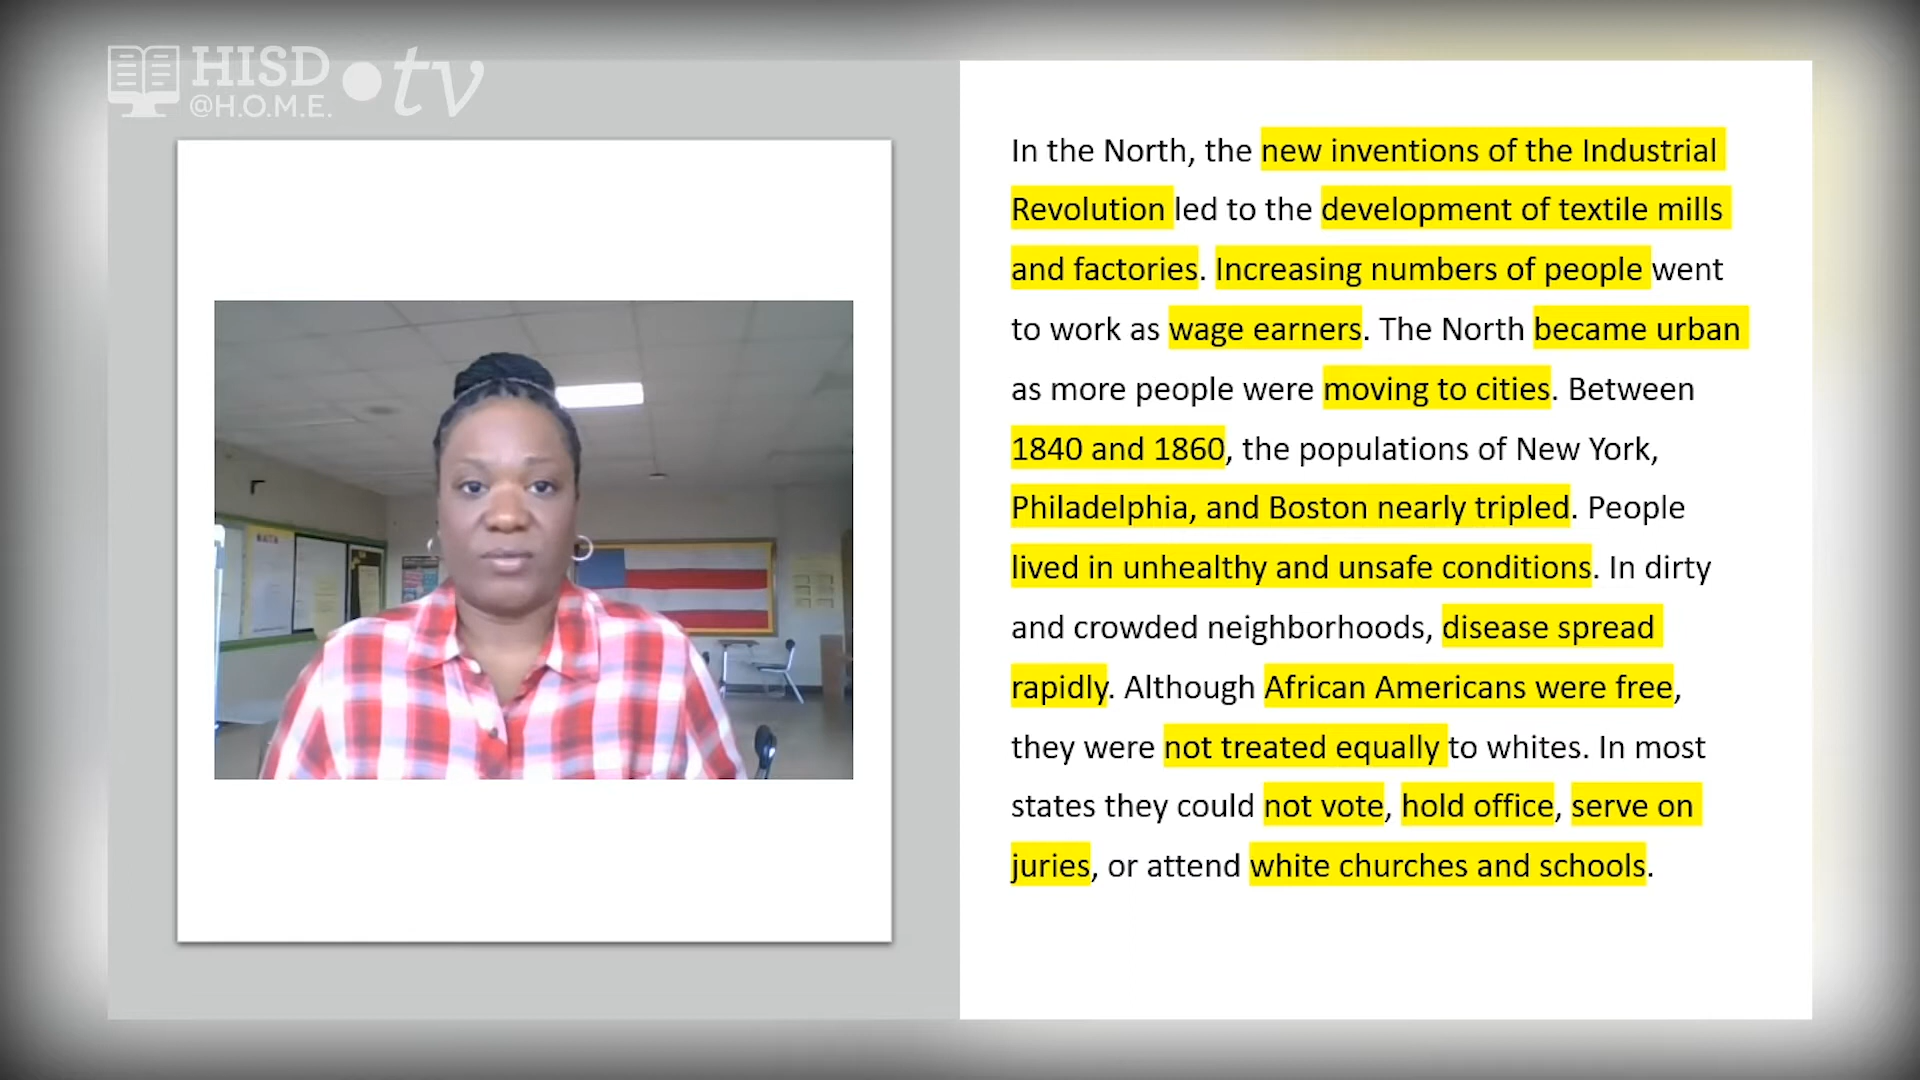 HISD
@H.O.M.E.
tv
In the North, the new inventions of the Industrial
Revolution led to the development of textile mills
and factories. Increasing numbers of people went
to work as wage earners. The North became urban
as more people were moving to cities. Between
1840 and 1860, the populations of New York,
Philadelphia, and Boston nearly tripled. People
lived in unhealthy and unsafe conditions. In dirty
and crowded neighborhoods, disease spread
rapidly. Although African Americans were free,
they were not treated equally to whites. In most
states they could not vote, hold office, serve on
juries, or attend white churches and schools.